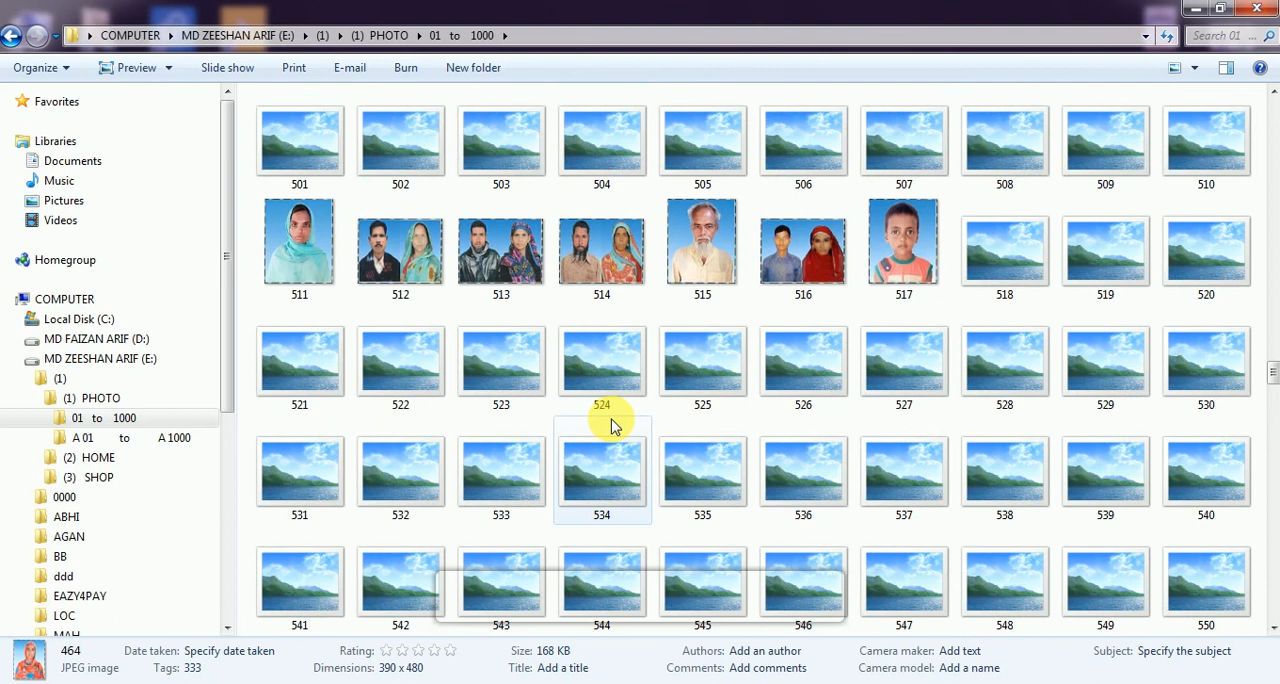 COMPUTER ▸ MD ZEESHAN ARIF (E:) ▸ (1) ▸ (1) PHOTO ▸ 01 to 1000 ▸ Search 01 ...
Organize Preview Slide show Print E-mail Burn New folder
Favorites
Libraries
Documents
Music
Pictures
Videos
Homegroup
COMPUTER
Local Disk (C:)
MD FAIZAN ARIF (D:)
MD ZEESHAN ARIF (E:)
(1)
(1) PHOTO
01 to 1000
A 01 to A 1000
(2) HOME
(3) SHOP
0000
ABHI
AGAN
BB
ddd
EAZY4PAY
LOC
MAH
501 502 503 504 505 506 507 508 509 510
511 512 513 514 515 516 517 518 519 520
521 522 523 524 525 526 527 528 529 530
531 532 533 534 535 536 537 538 539 540
541 542 543 544 545 546 547 548 549 550
464 Date taken: Specify date taken Rating: Size: 168 KB Authors: Add an author Camera maker: Add text Subject: Specify the subject
JPEG image Tags: 333 Dimensions: 390 x 480 Title: Add a title Comments: Add comments Camera model: Add a name